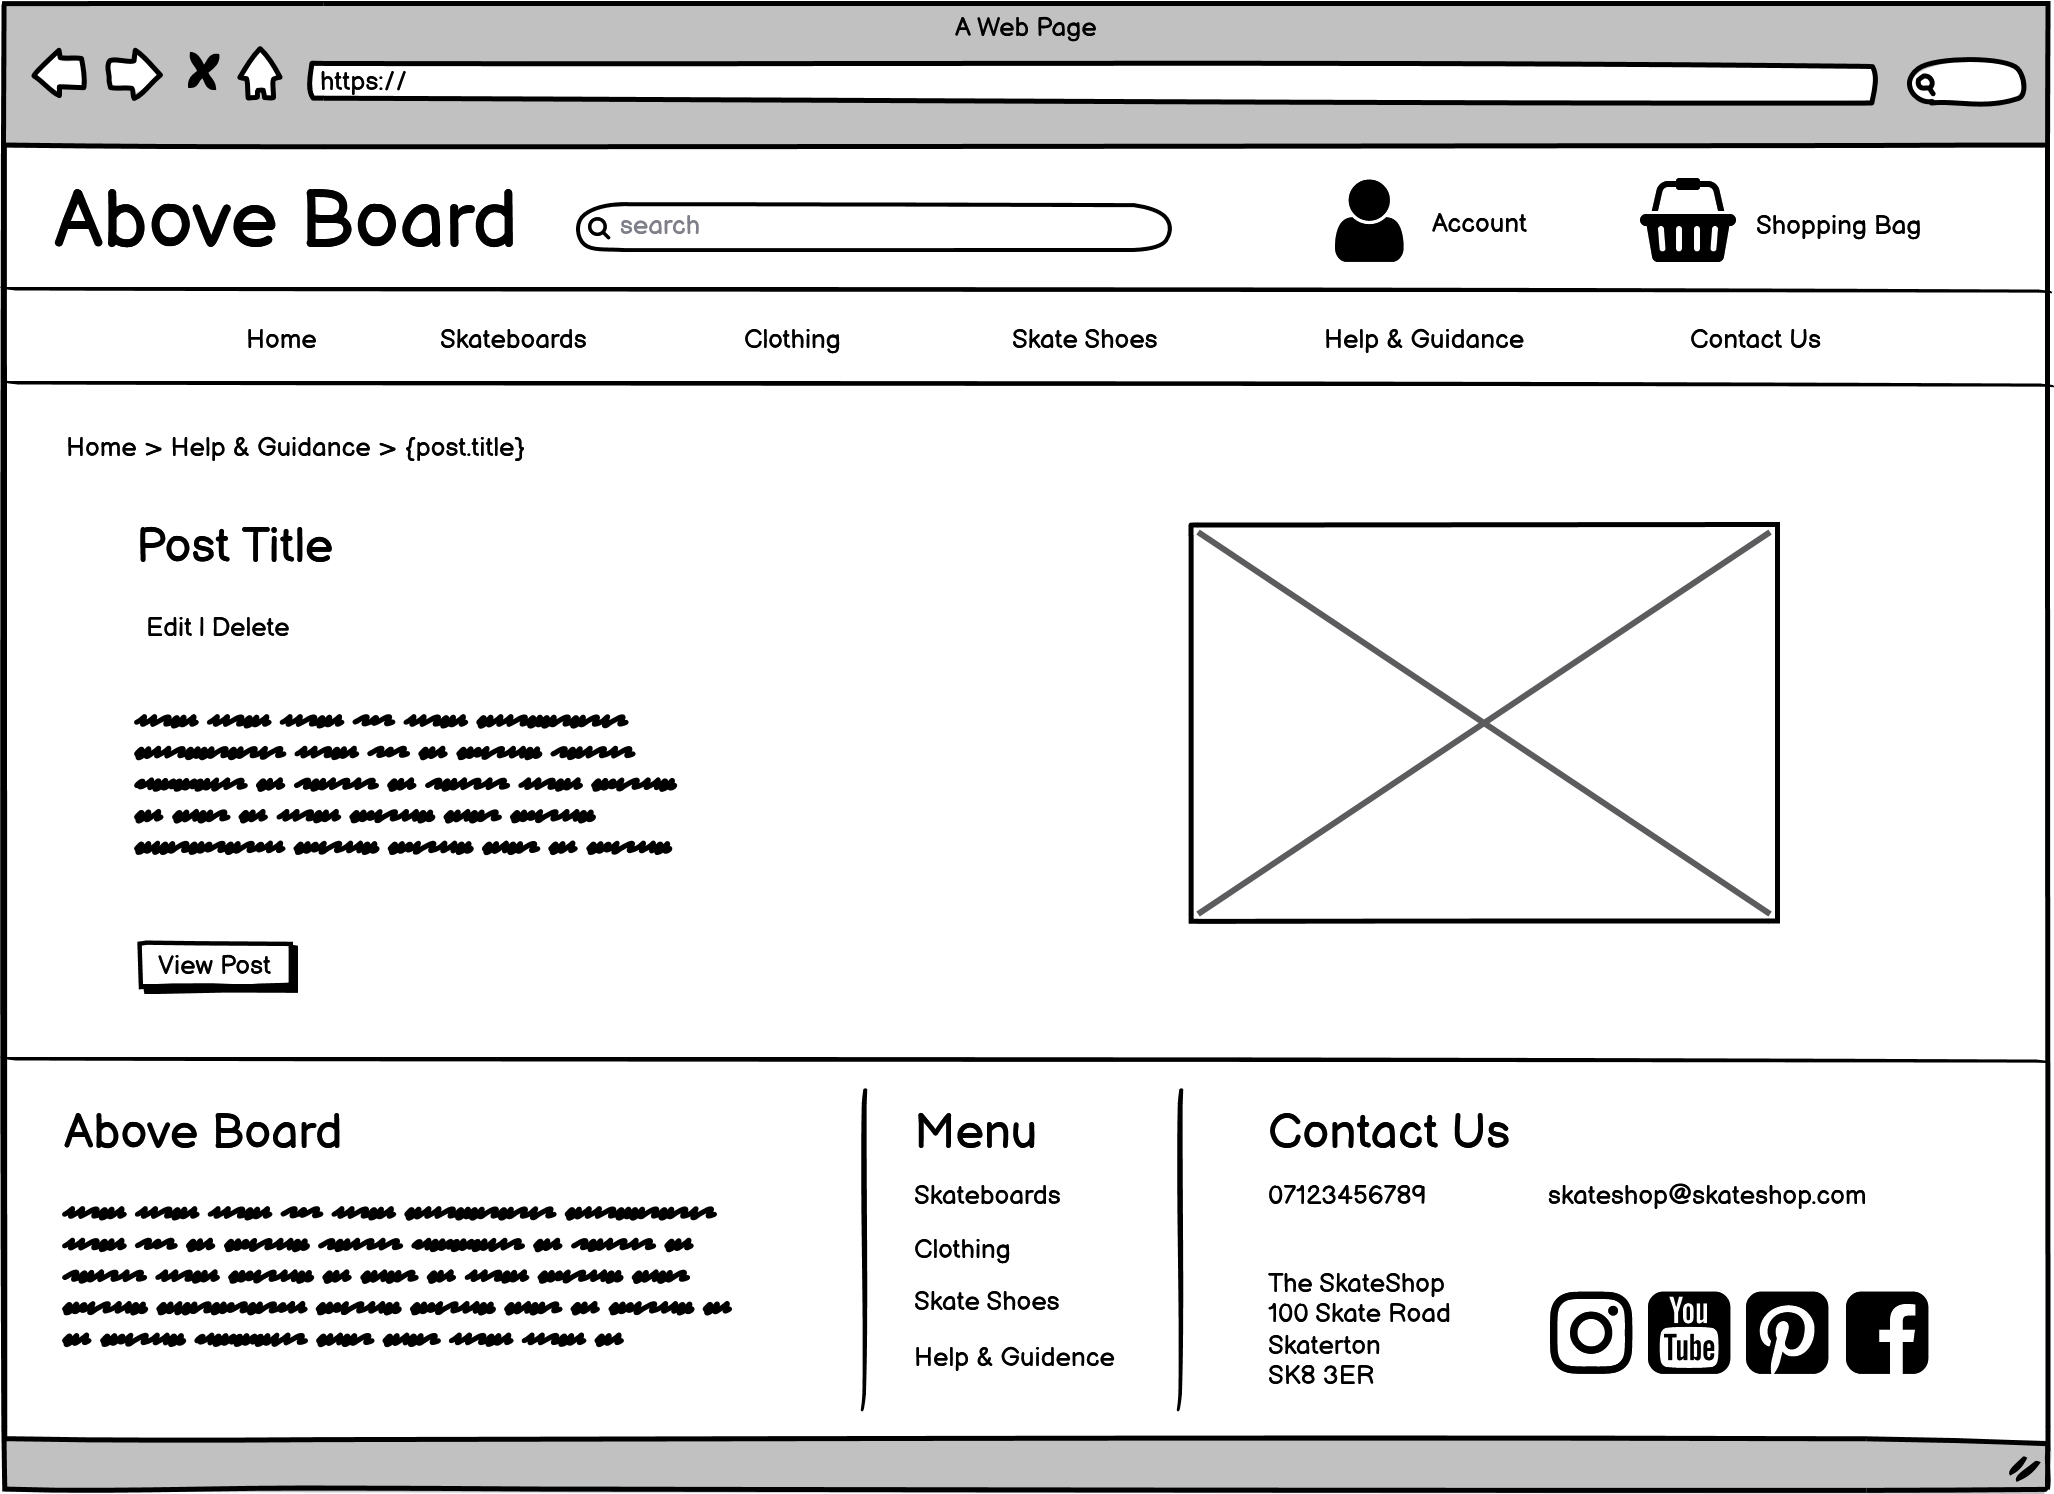 A Web Page
https://
Above Board
search
Account
Shopping Bag
Home
Skateboards
Clothing
Skate Shoes
Help & Guidance
Contact Us
Home > Help & Guidance > {post.title}
Post Title
Edit | Delete
View Post
Above Board
Menu
Skateboards
Clothing
Skate Shoes
Help & Guidence
Contact Us
07123456789
skateshop@skateshop.com
The SkateShop
100 Skate Road
Skaterton
SK8 3ER
You
Tube